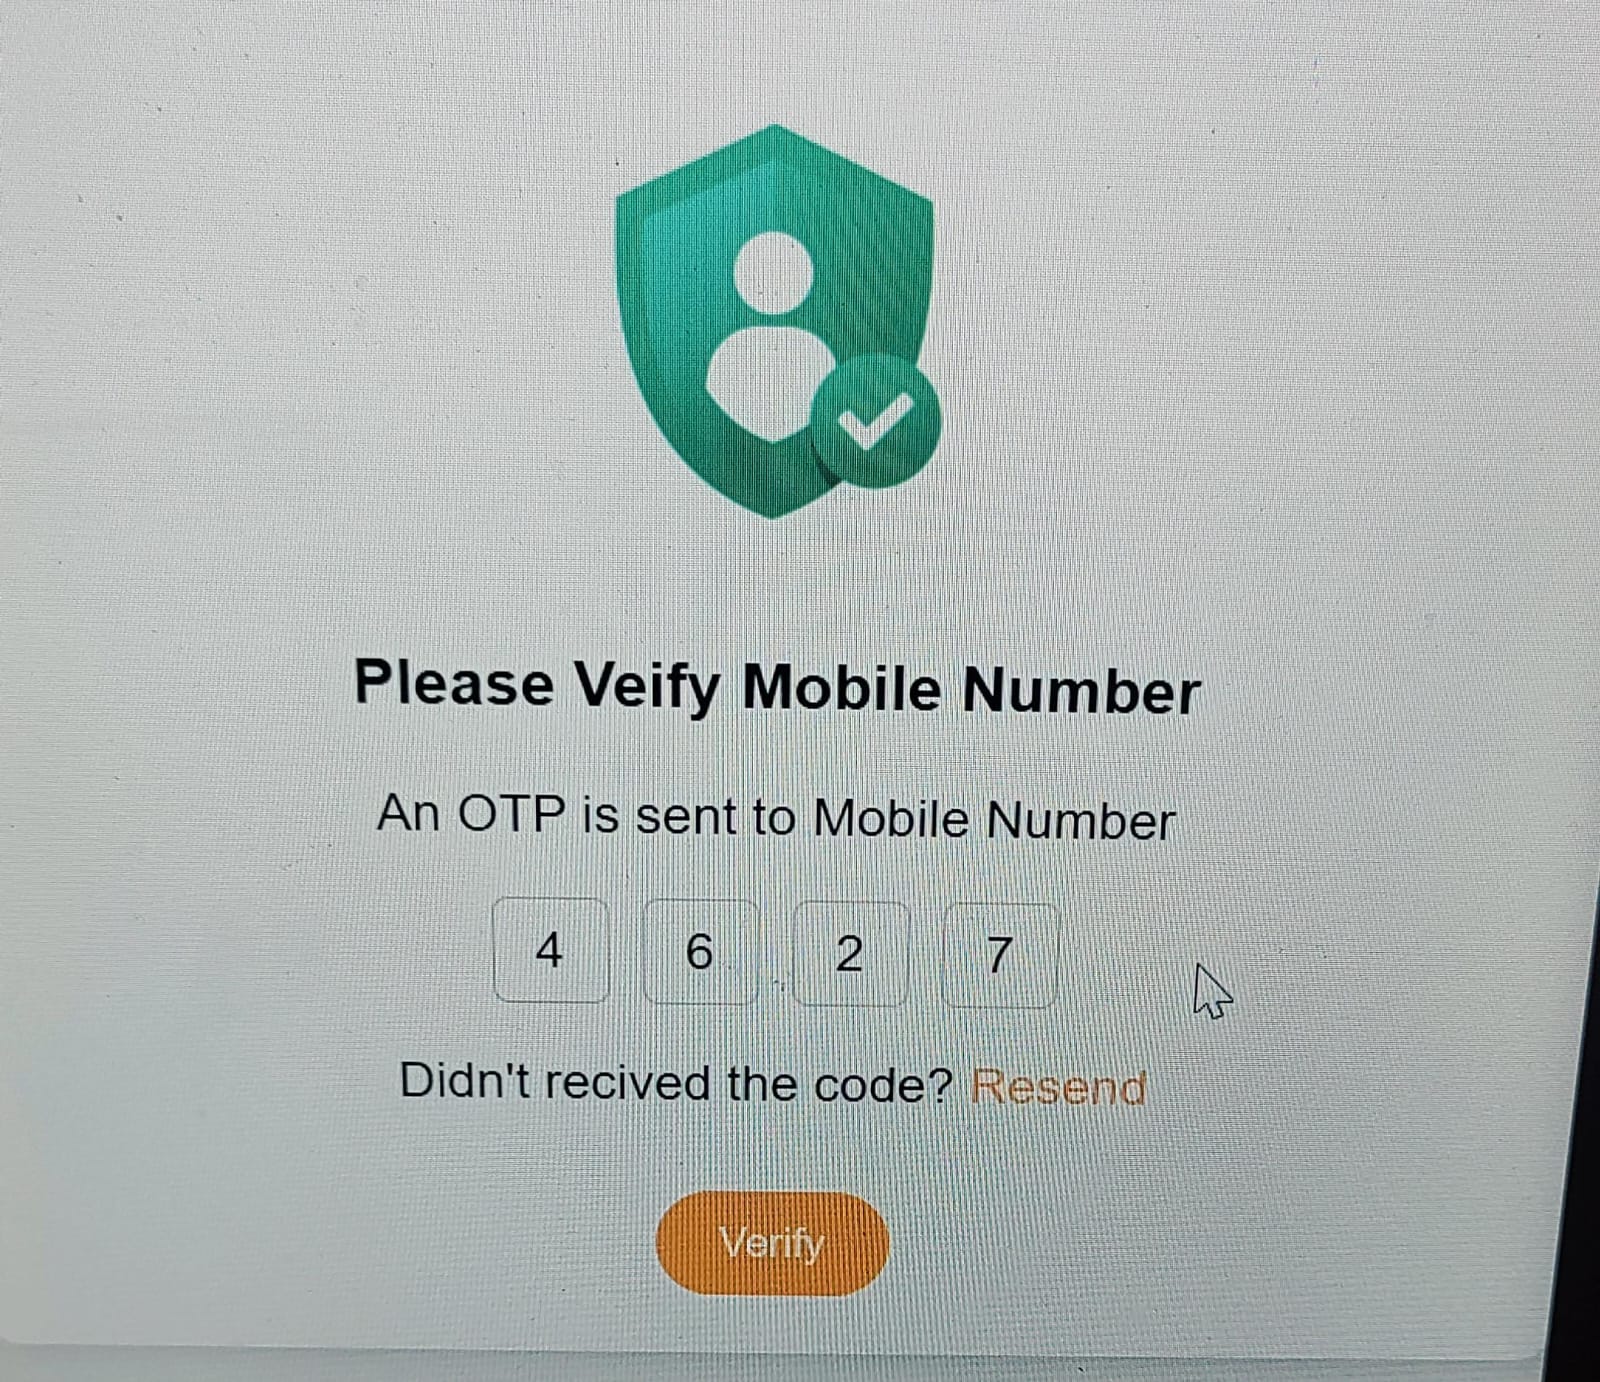 Please Veify Mobile Number
An OTP is sent to Mobile Number
4 6 2 7
Didn't recived the code? Resend
Verify